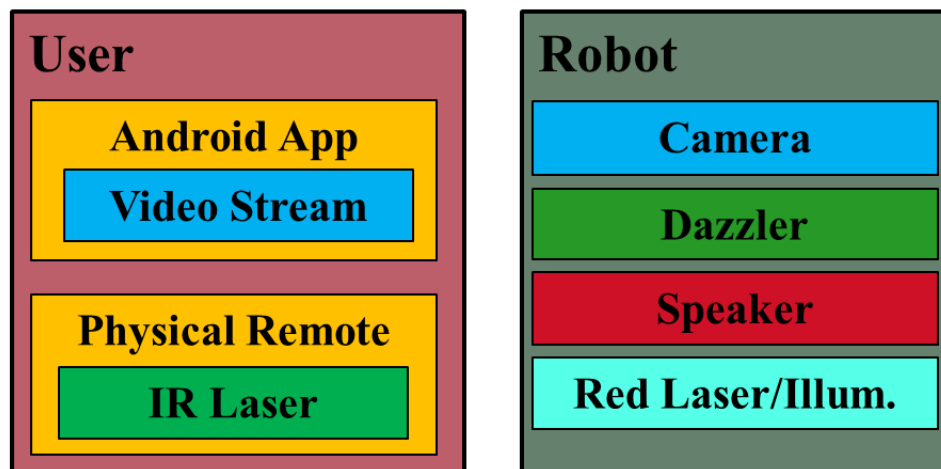 User
Android App
Video Stream
Physical Remote
IR Laser
Robot
Camera
Dazzler
Speaker
Red Laser/Illum.